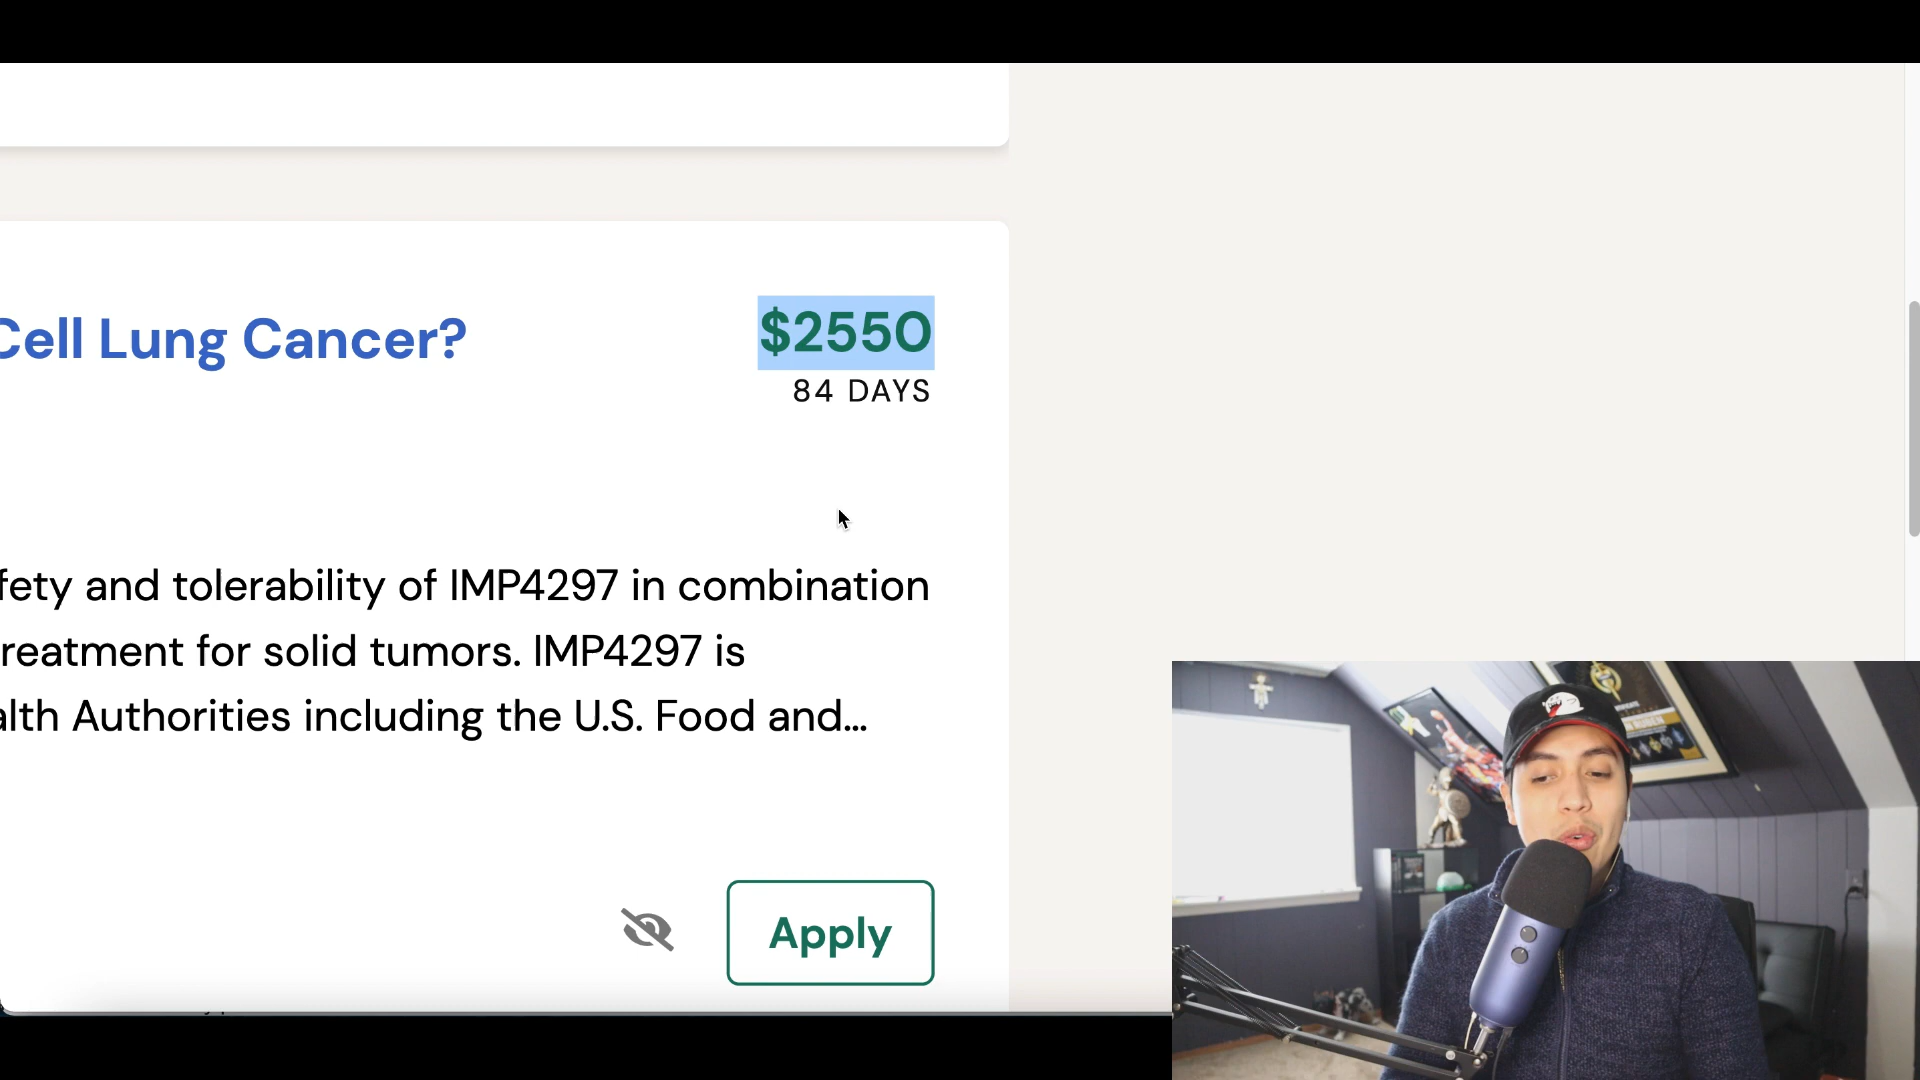 Cell Lung Cancer?
$2550
84 DAYS
fety and tolerability of IMP4297 in combination
reatment for solid tumors. IMP4297 is
alth Authorities including the U.S. Food and...
Apply